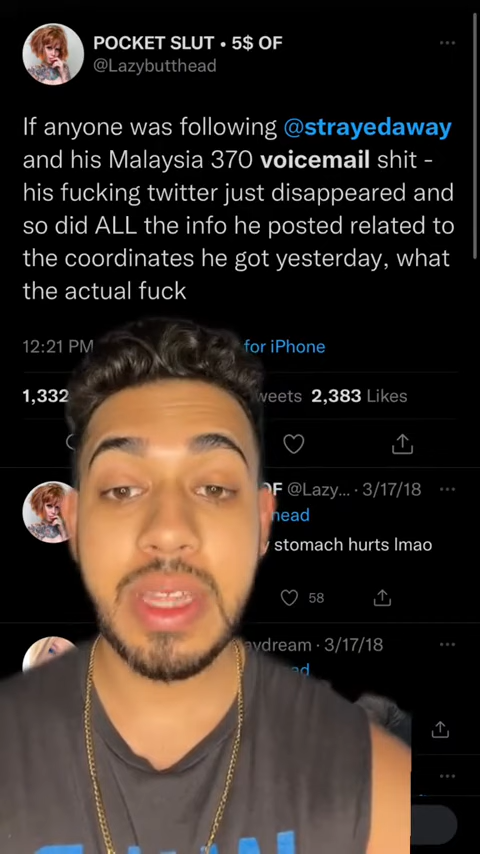 POCKET SLUT • 5$ OF
@Lazybutthead
If anyone was following @strayedaway
and his Malaysia 370 voicemail shit -
his fucking twitter just disappeared and
so did ALL the info he posted related to
the coordinates he got yesterday, what
the actual fuck
12:21 PM for iPhone
1,332 2,383 Likes
OF @Lazy... · 3/17/18
stomach hurts lmao
58
· 3/17/18